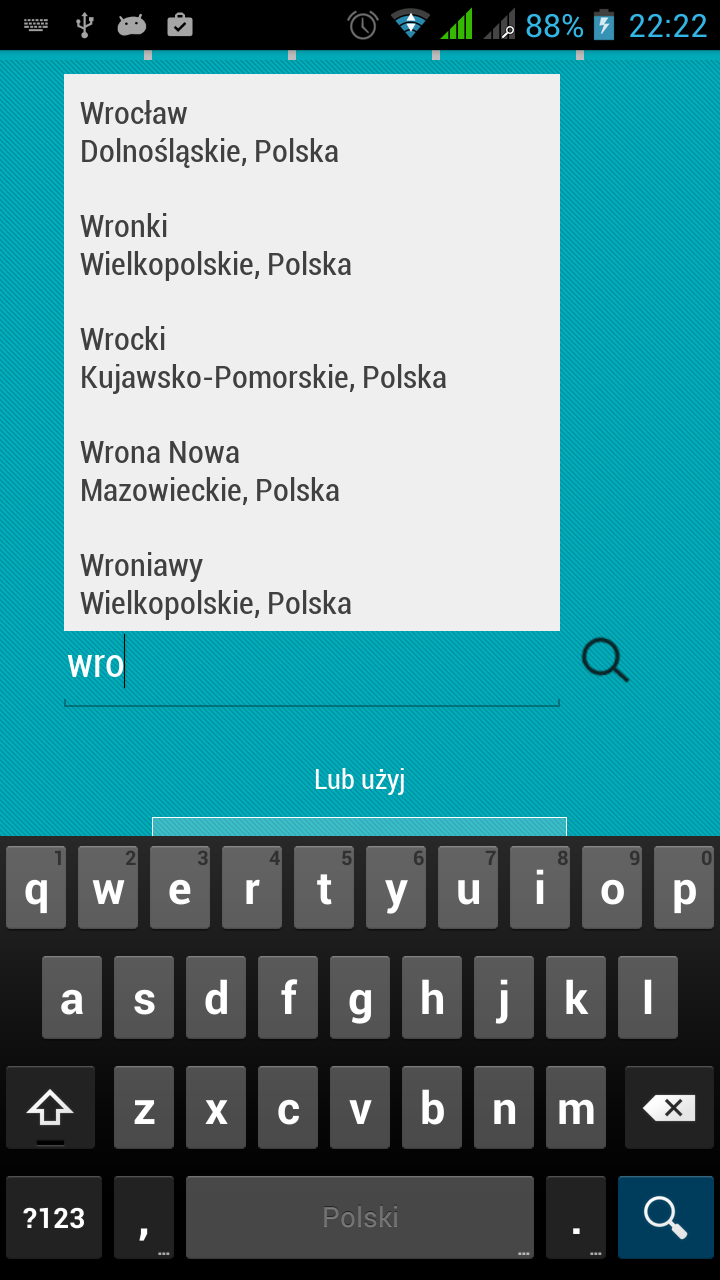 88% 22:22
Wrocław
Dolnośląskie, Polska
Wronki
Wielkopolskie, Polska
Wrocki
Kujawsko-Pomorskie, Polska
Wrona Nowa
Mazowieckie, Polska
Wroniawy
Wielkopolskie, Polska
wro
Lub użyj
1 2 3 4 5 6 7 8 9 0
q w e r t y u i o p
a s d f g h j k l
z x c v b n m
?123 , Polski .